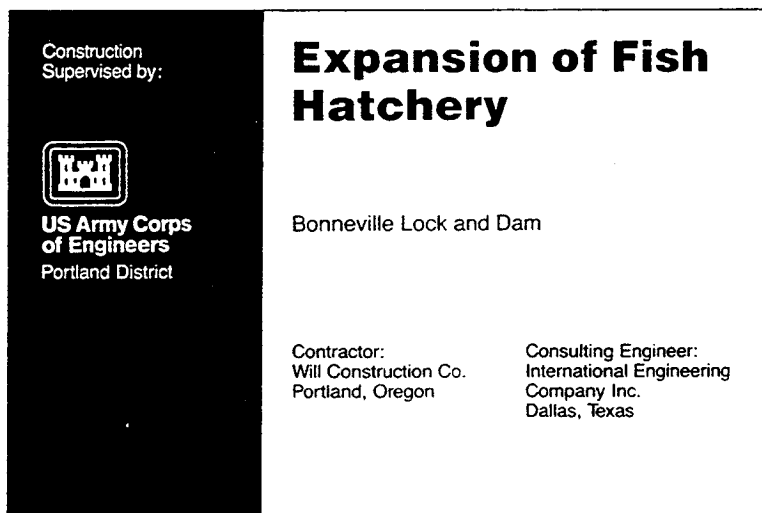 Construction
Supervised by:
US Army Corps
of Engineers
Portland District
Expansion of Fish
Hatchery
Bonneville Lock and Dam
Contractor:
Will Construction Co.
Portland, Oregon
Consulting Engineer:
International Engineering
Company Inc.
Dallas, Texas